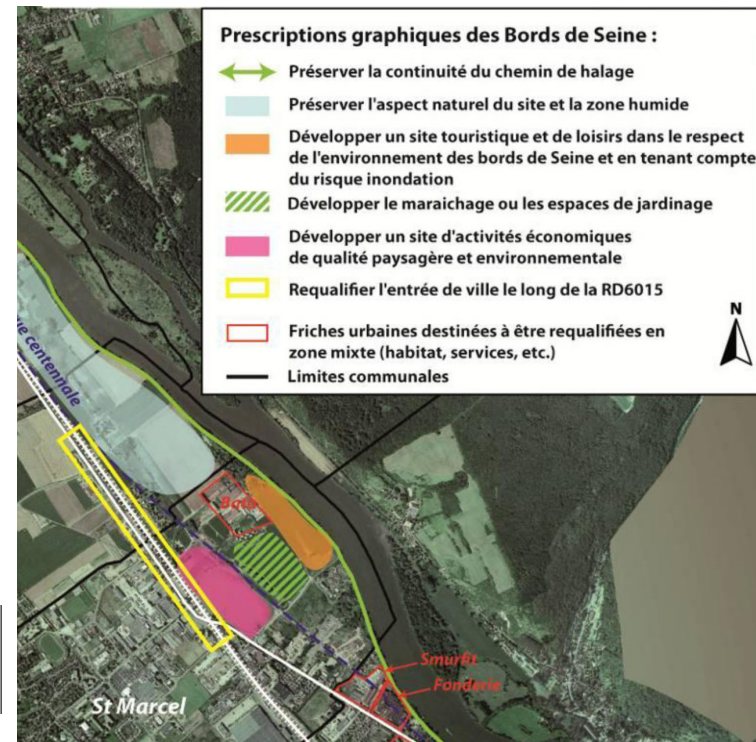 Prescriptions graphiques des Bords de Seine :
Préserver la continuité du chemin de halage
Préserver l'aspect naturel du site et la zone humide
Développer un site touristique et de loisirs dans le respect
de l'environnement des bords de Seine et en tenant compte
du risque inondation
Développer le maraichage ou les espaces de jardinage
Développer un site d'activités économiques
de qualité paysagère et environnementale
Requalifier l'entrée de ville le long de la RD6015
Friches urbaines destinées à être requalifiées en
zone mixte (habitat, services, etc.)
Limites communales
N
centennale
Bata
Smurfit
Fonderie
St Marcel